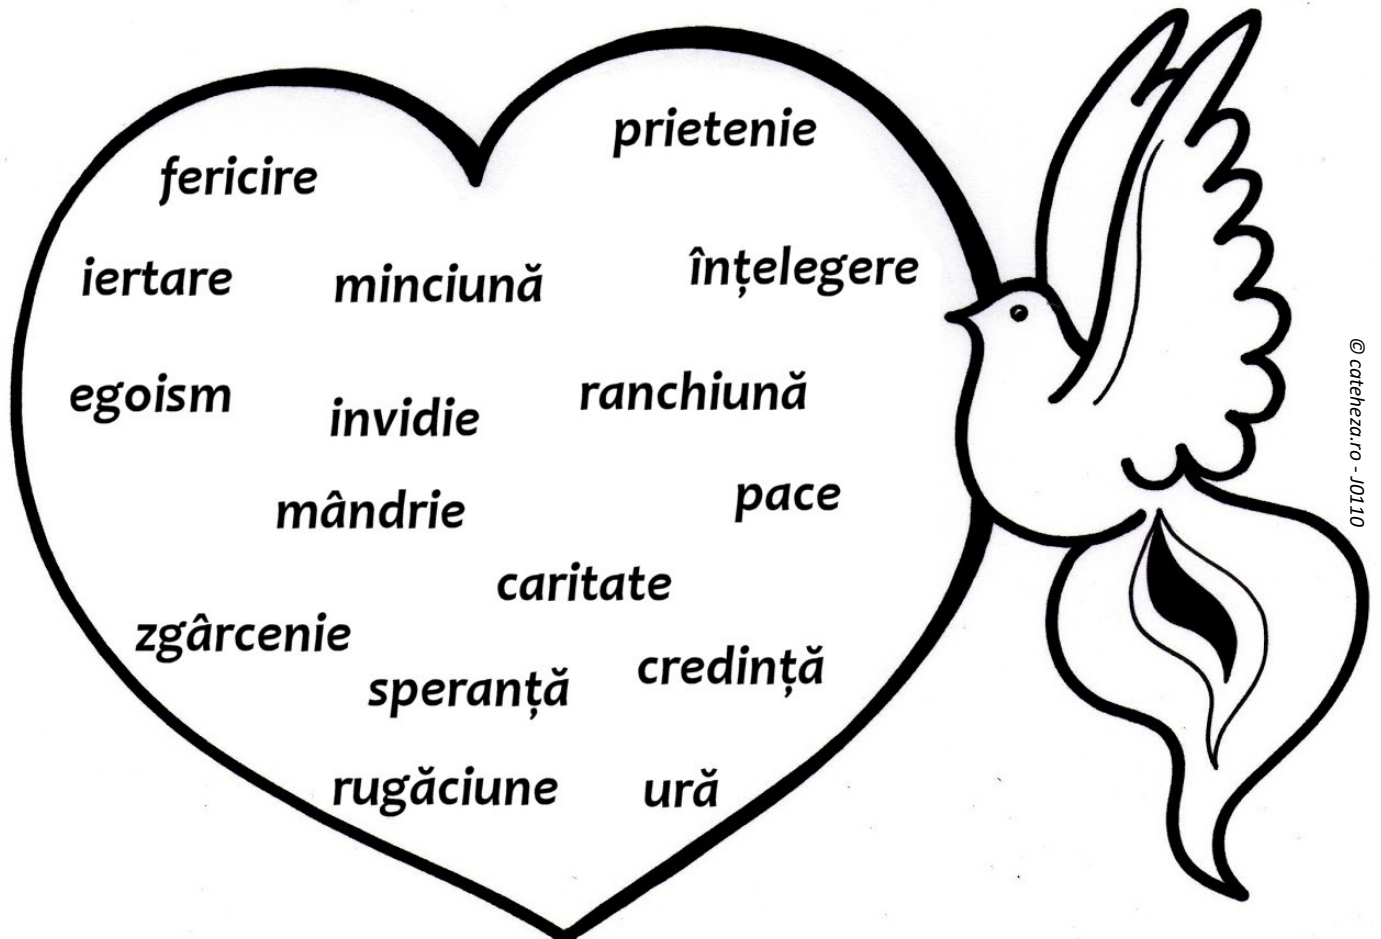 prietenie
fericire
iertare
minciună
înțelegere
egoism
invidie
ranchiună
mândrie
pace
caritate
zgârcenie
speranță
credință
rugăciune
ură
© cateheza.ro - J0110